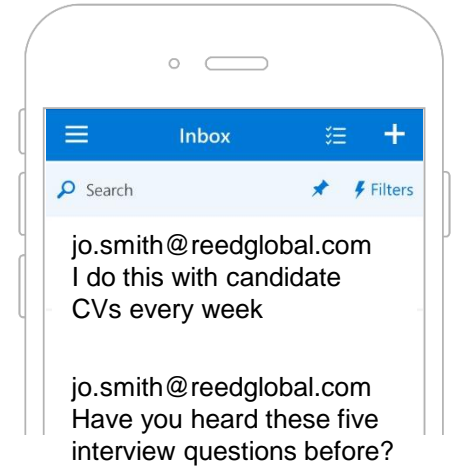 Inbox
Search Filters
jo.smith@reedglobal.com
I do this with candidate
CVs every week
jo.smith@reedglobal.com
Have you heard these five
interview questions before?